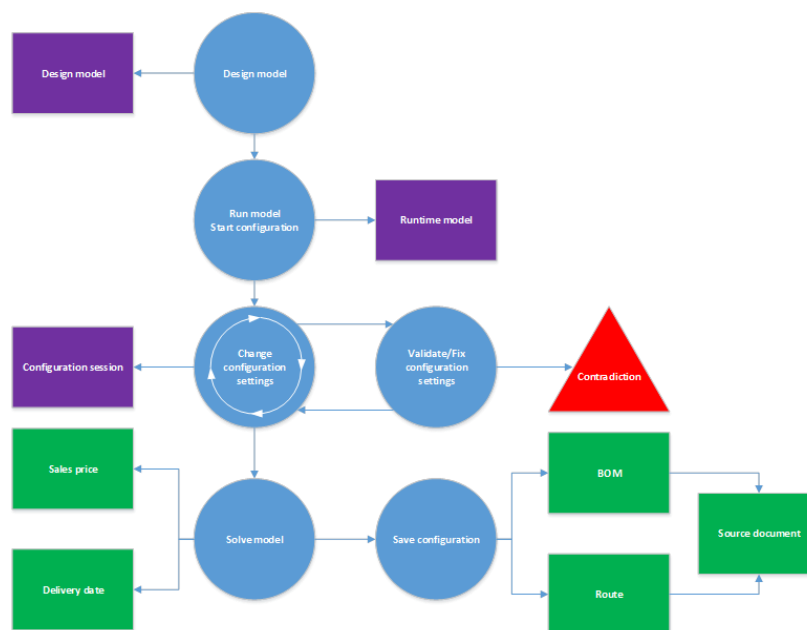 Design model
Design model
Run model
Start configuration
Runtime model
Configuration session
Change
configuration
settings
Validate/Fix
configuration
settings
Contradiction
Sales price
BOM
Solve model
Save configuration
Source document
Delivery date
Route